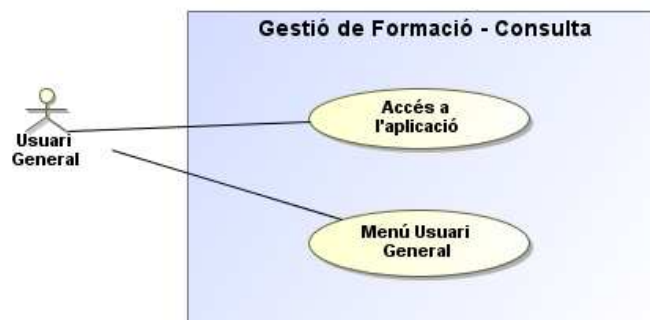 Gestió de Formació - Consulta
Accés a
l'aplicació
Usuari
General
Menú Usuari
General